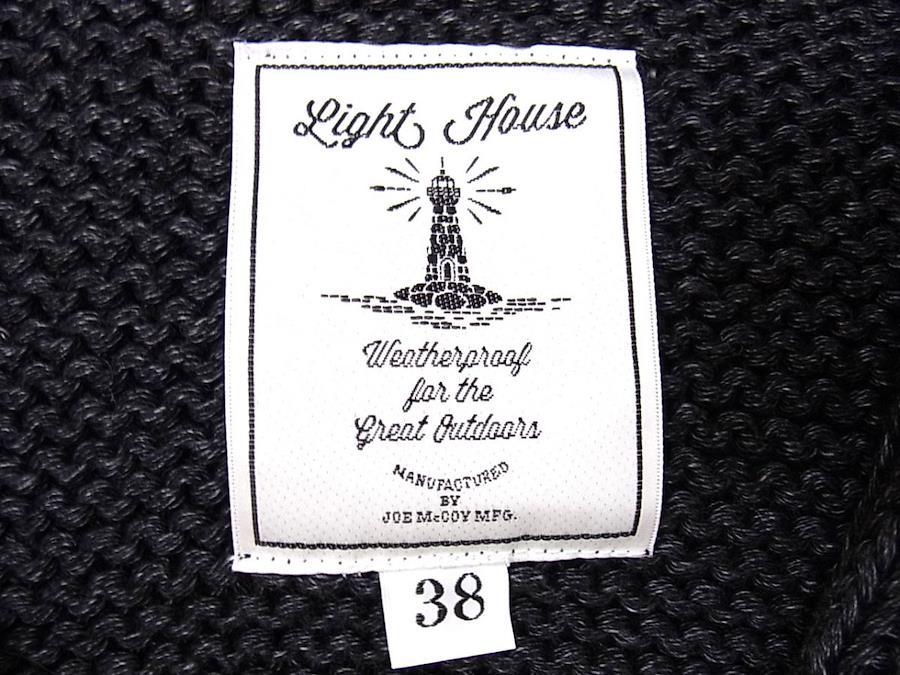 Light House
Weatherproof
for the
Great Outdoors
MANUFACTURED
BY
JOE McCOY MFG.
38